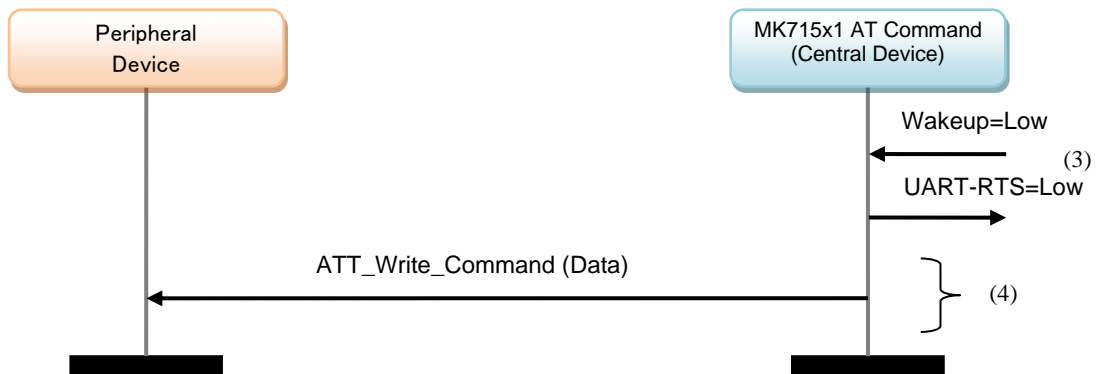 Peripheral
Device
MK715x1 AT Command
(Central Device)
Wakeup=Low
(3)
UART-RTS=Low
ATT_Write_Command (Data)
(4)